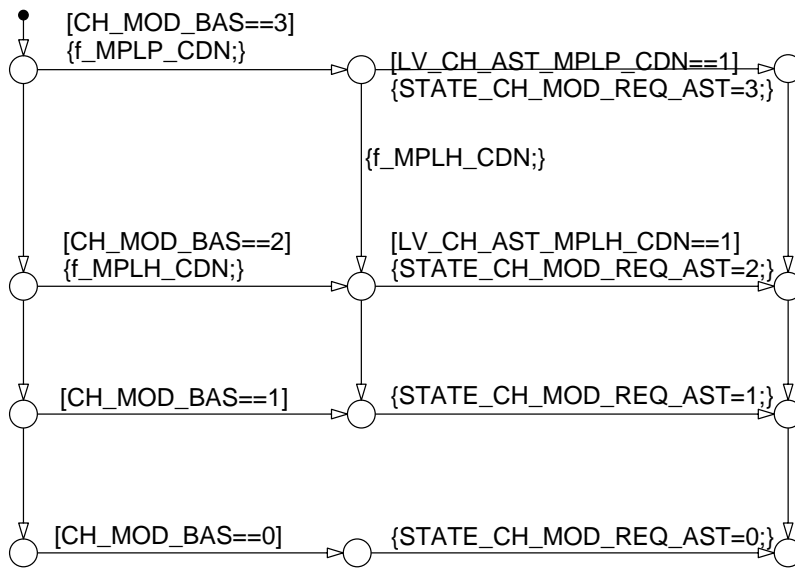 [CH_MOD_BAS==3]
{f_MPLP_CDN;}
[LV_CH_AST_MPLP_CDN==1]
{STATE_CH_MOD_REQ_AST=3;}
{f_MPLH_CDN;}
[CH_MOD_BAS==2]
{f_MPLH_CDN;}
[LV_CH_AST_MPLH_CDN==1]
{STATE_CH_MOD_REQ_AST=2;}
[CH_MOD_BAS==1]
{STATE_CH_MOD_REQ_AST=1;}
[CH_MOD_BAS==0]
{STATE_CH_MOD_REQ_AST=0;}